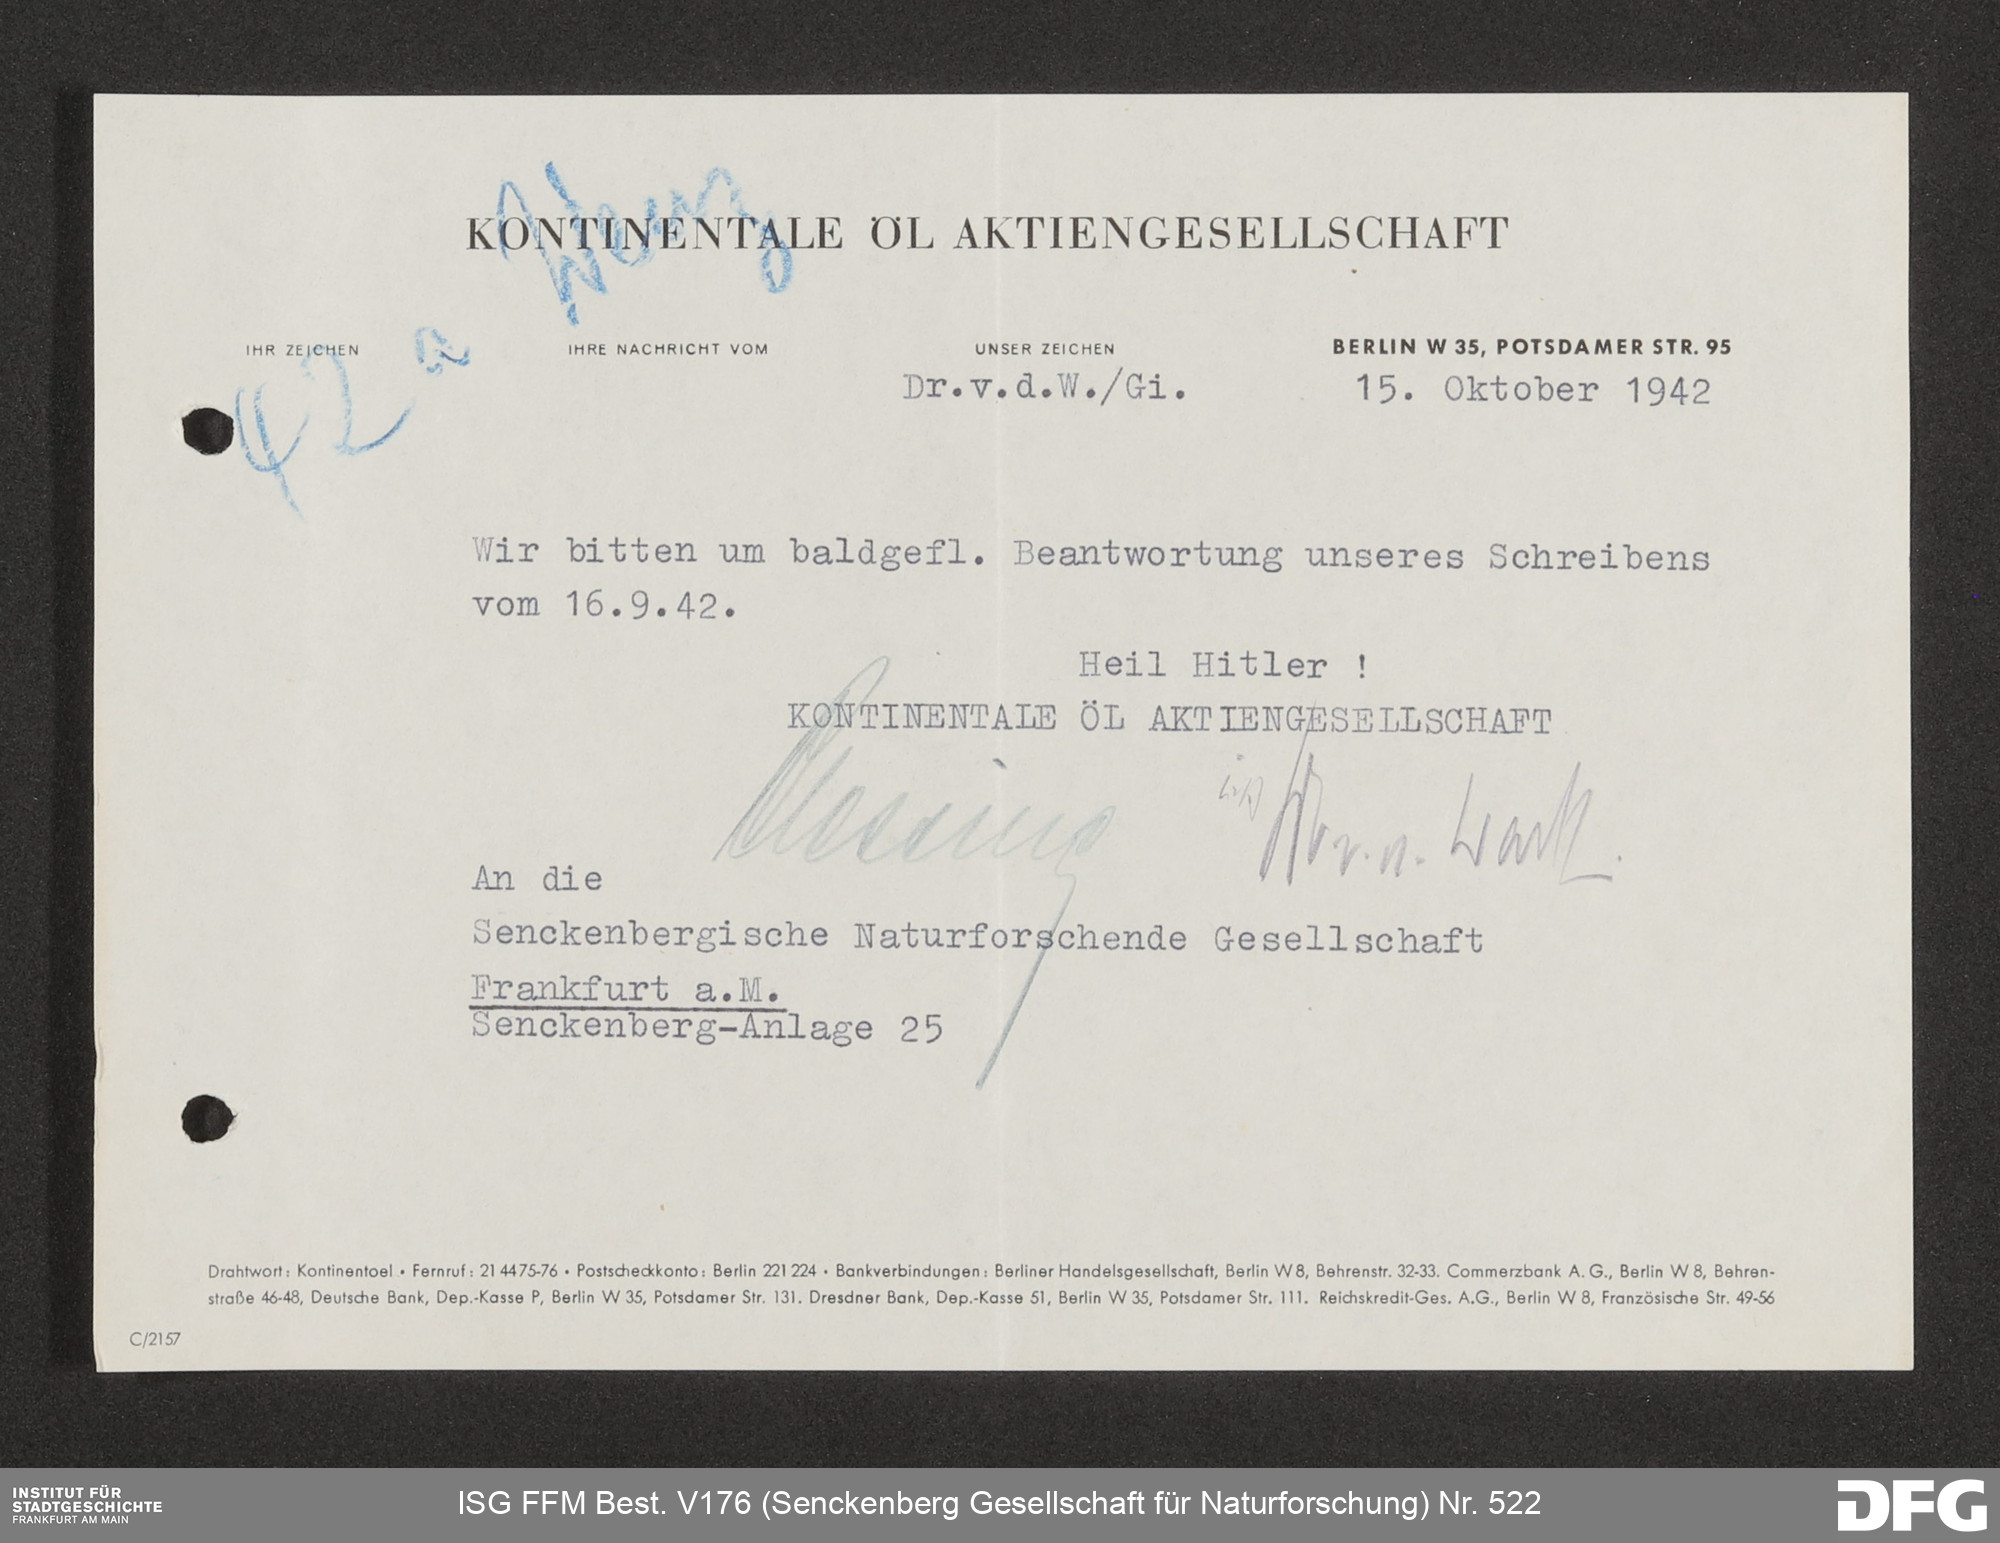 KONTINENTALE ÖL AKTIENGESELLSCHAFT
42a
IHR ZEICHEN
IHRE NACHRICHT VOM
UNSER ZEICHEN
BERLIN W 35, POTSDAMER STR. 95
Dr.v.d.W./Gi.
15. Oktober 1942
Wir bitten um baldgefl. Beantwortung unseres Schreibens
vom 16.9.42.
Heil Hitler !
KONTINENTALE ÖL AKTIENGESELLSCHAFT
An die
Senckenbergische Naturforschende Gesellschaft
Frankfurt a.M.
Senckenberg-Anlage 25
Drahtwort: Kontinentoel • Fernruf: 21 44 75-76 • Postscheckkonto: Berlin 221 224 • Bankverbindungen: Berliner Handelsgesellschaft, Berlin W 8, Behrenstr. 32-33. Commerzbank A. G., Berlin W 8, Behren-
straße 46-48, Deutsche Bank, Dep.-Kasse P, Berlin W 35, Potsdamer Str. 131. Dresdner Bank, Dep.-Kasse 51, Berlin W 35, Potsdamer Str. 111. Reichskredit-Ges. A.G., Berlin W 8, Französische Str. 49-56
C/2157
INSTITUT FÜR
STADTGESCHICHTE
FRANKFURT AM MAIN
ISG FFM Best. V176 (Senckenberg Gesellschaft für Naturforschung) Nr. 522
DFG